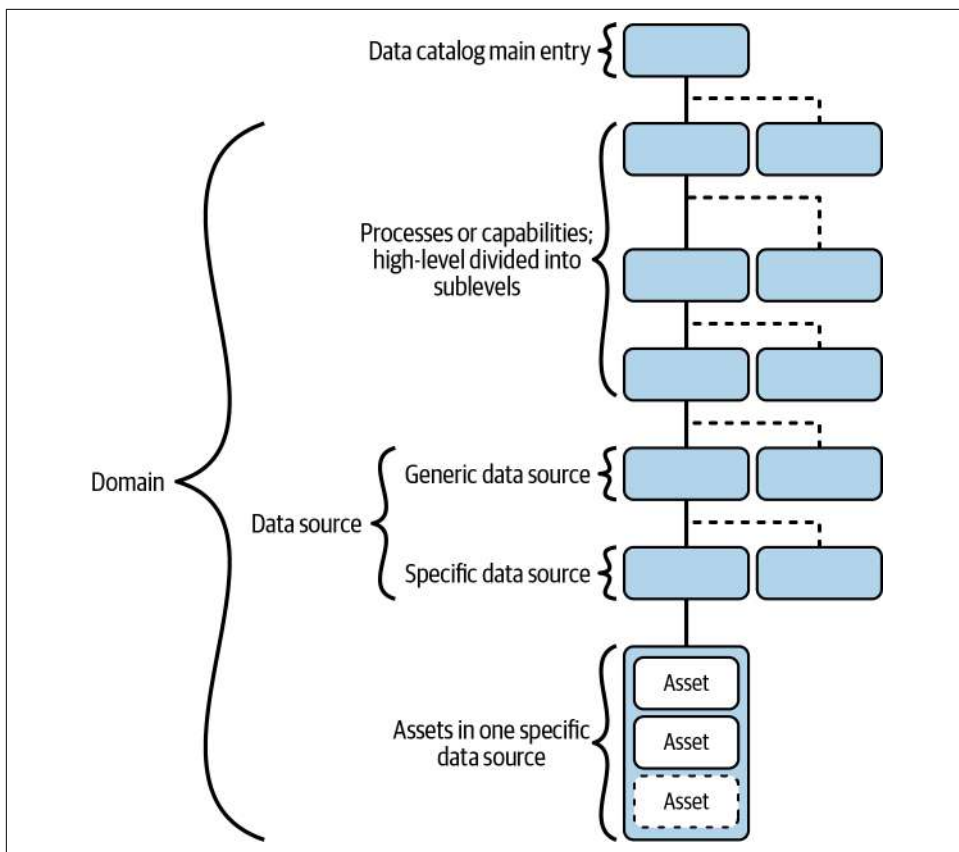 Data catalog main entry
Processes or capabilities;
high-level divided into
sublevels
Domain
Data source
Generic data source
Specific data source
Assets in one specific
data source
Asset
Asset
Asset